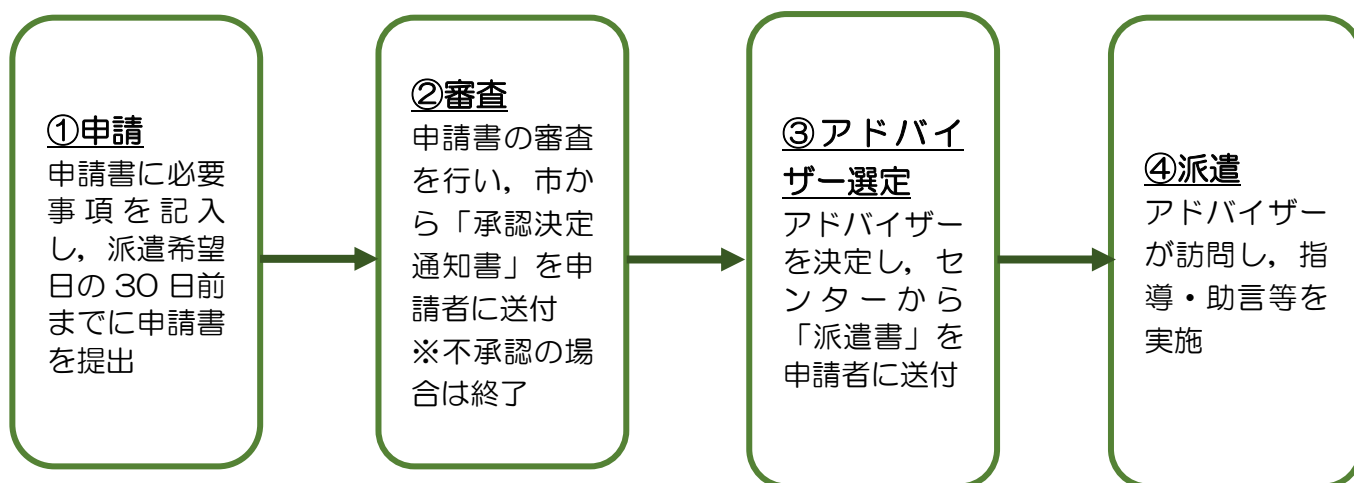 ①申請
申請書に必要
事項を記入
し，派遣希望
日の 30 日前
までに申請書
を提出
②審査
申請書の審査
を行い，市か
ら「承認決定
通知書」を申
請者に送付
※不承認の場
合は終了
③アドバイ
ザー選定
アドバイザー
を決定し，セ
ンターから
「派遣書」を
申請者に送付
④派遣
アドバイザー
が訪問し，指
導・助言等を
実施